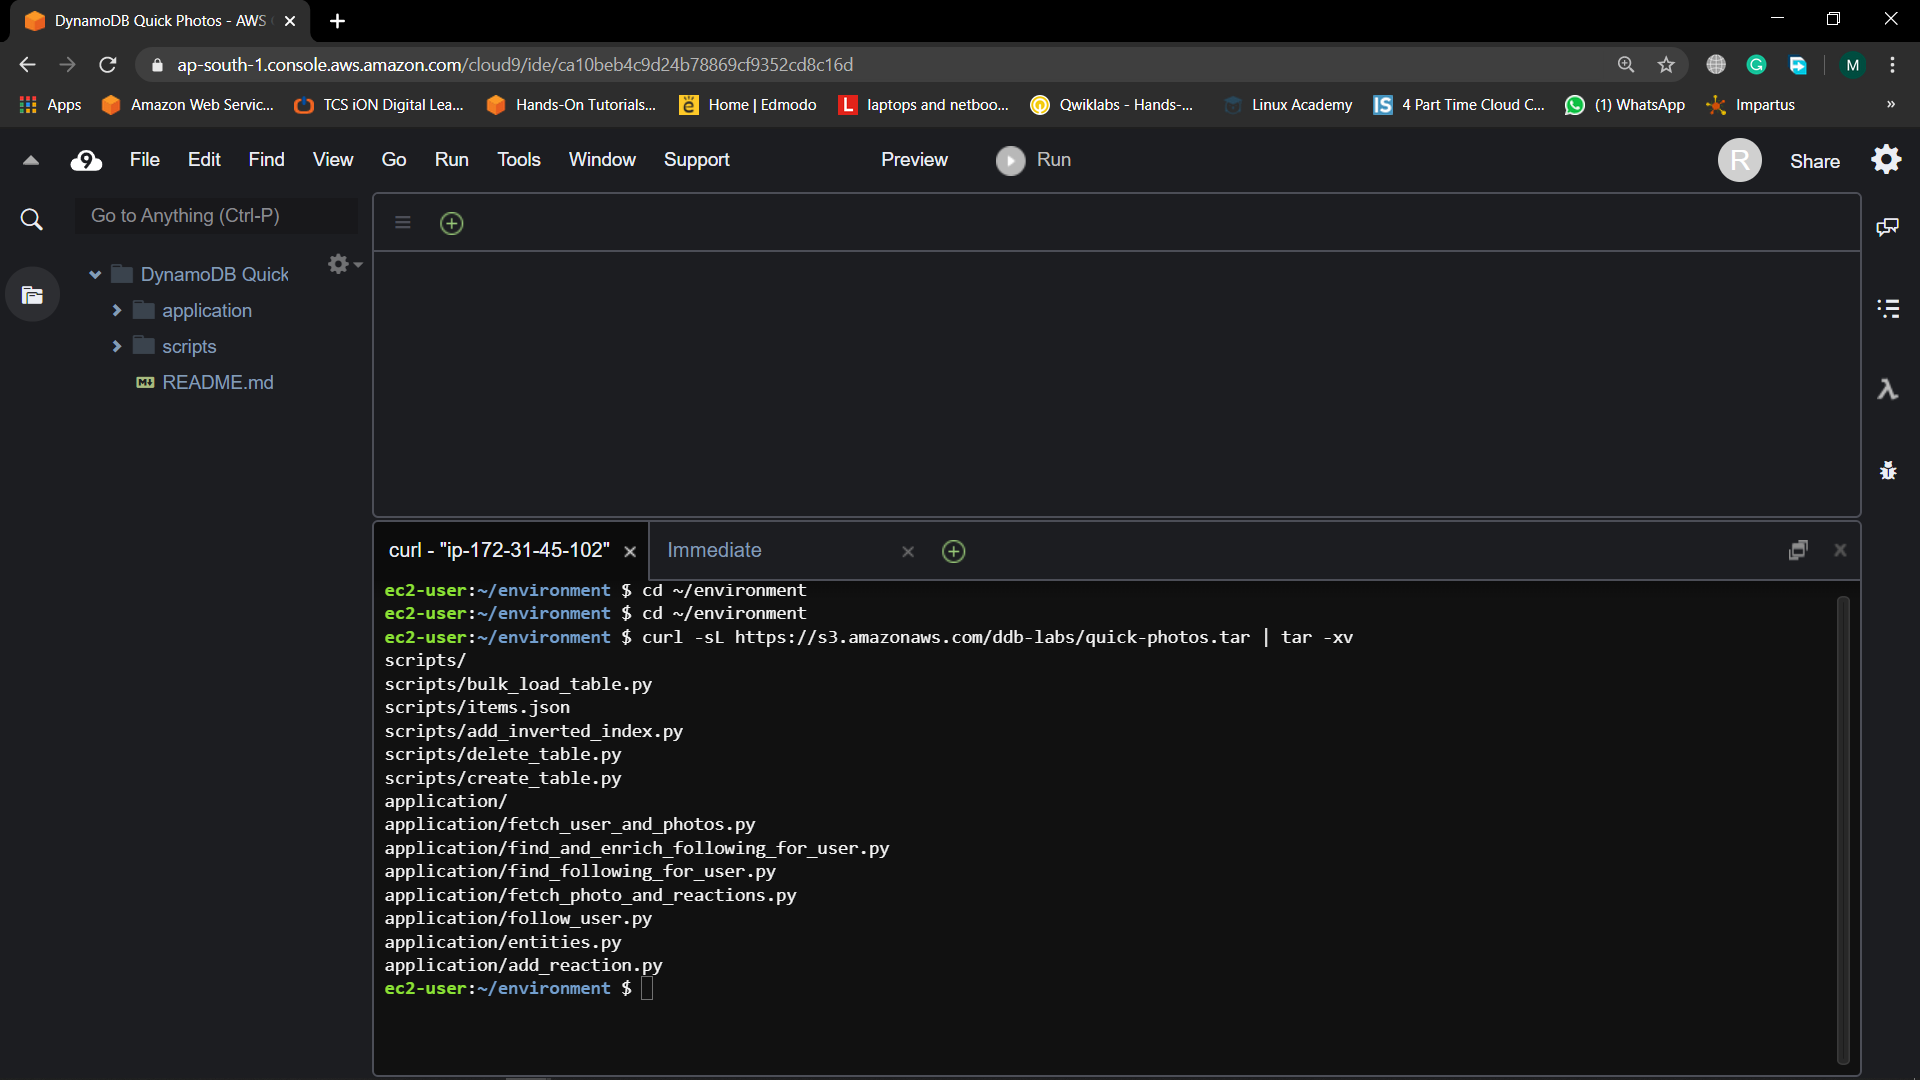 DynamoDB Quick Photos - AWS
ap-south-1.console.aws.amazon.com/cloud9/ide/ca10beb4c9d24b78869cf9352cd8c16d
M
Apps Amazon Web Servic... TCS iON Digital Lea... Hands-On Tutorials... Home | Edmodo laptops and netboo... Qwiklabs - Hands-... Linux Academy 4 Part Time Cloud C... (1) WhatsApp Impartus »
9 File Edit Find View Go Run Tools Window Support Preview Run R Share
Go to Anything (Ctrl-P)
DynamoDB Quick
application
scripts
README.md
curl - "ip-172-31-45-102" Immediate
ec2-user:~/environment $ cd ~/environment
ec2-user:~/environment $ cd ~/environment
ec2-user:~/environment $ curl -sL https://s3.amazonaws.com/ddb-labs/quick-photos.tar | tar -xv
scripts/
scripts/bulk_load_table.py
scripts/items.json
scripts/add_inverted_index.py
scripts/delete_table.py
scripts/create_table.py
application/
application/fetch_user_and_photos.py
application/find_and_enrich_following_for_user.py
application/find_following_for_user.py
application/fetch_photo_and_reactions.py
application/follow_user.py
application/entities.py
application/add_reaction.py
ec2-user:~/environment $